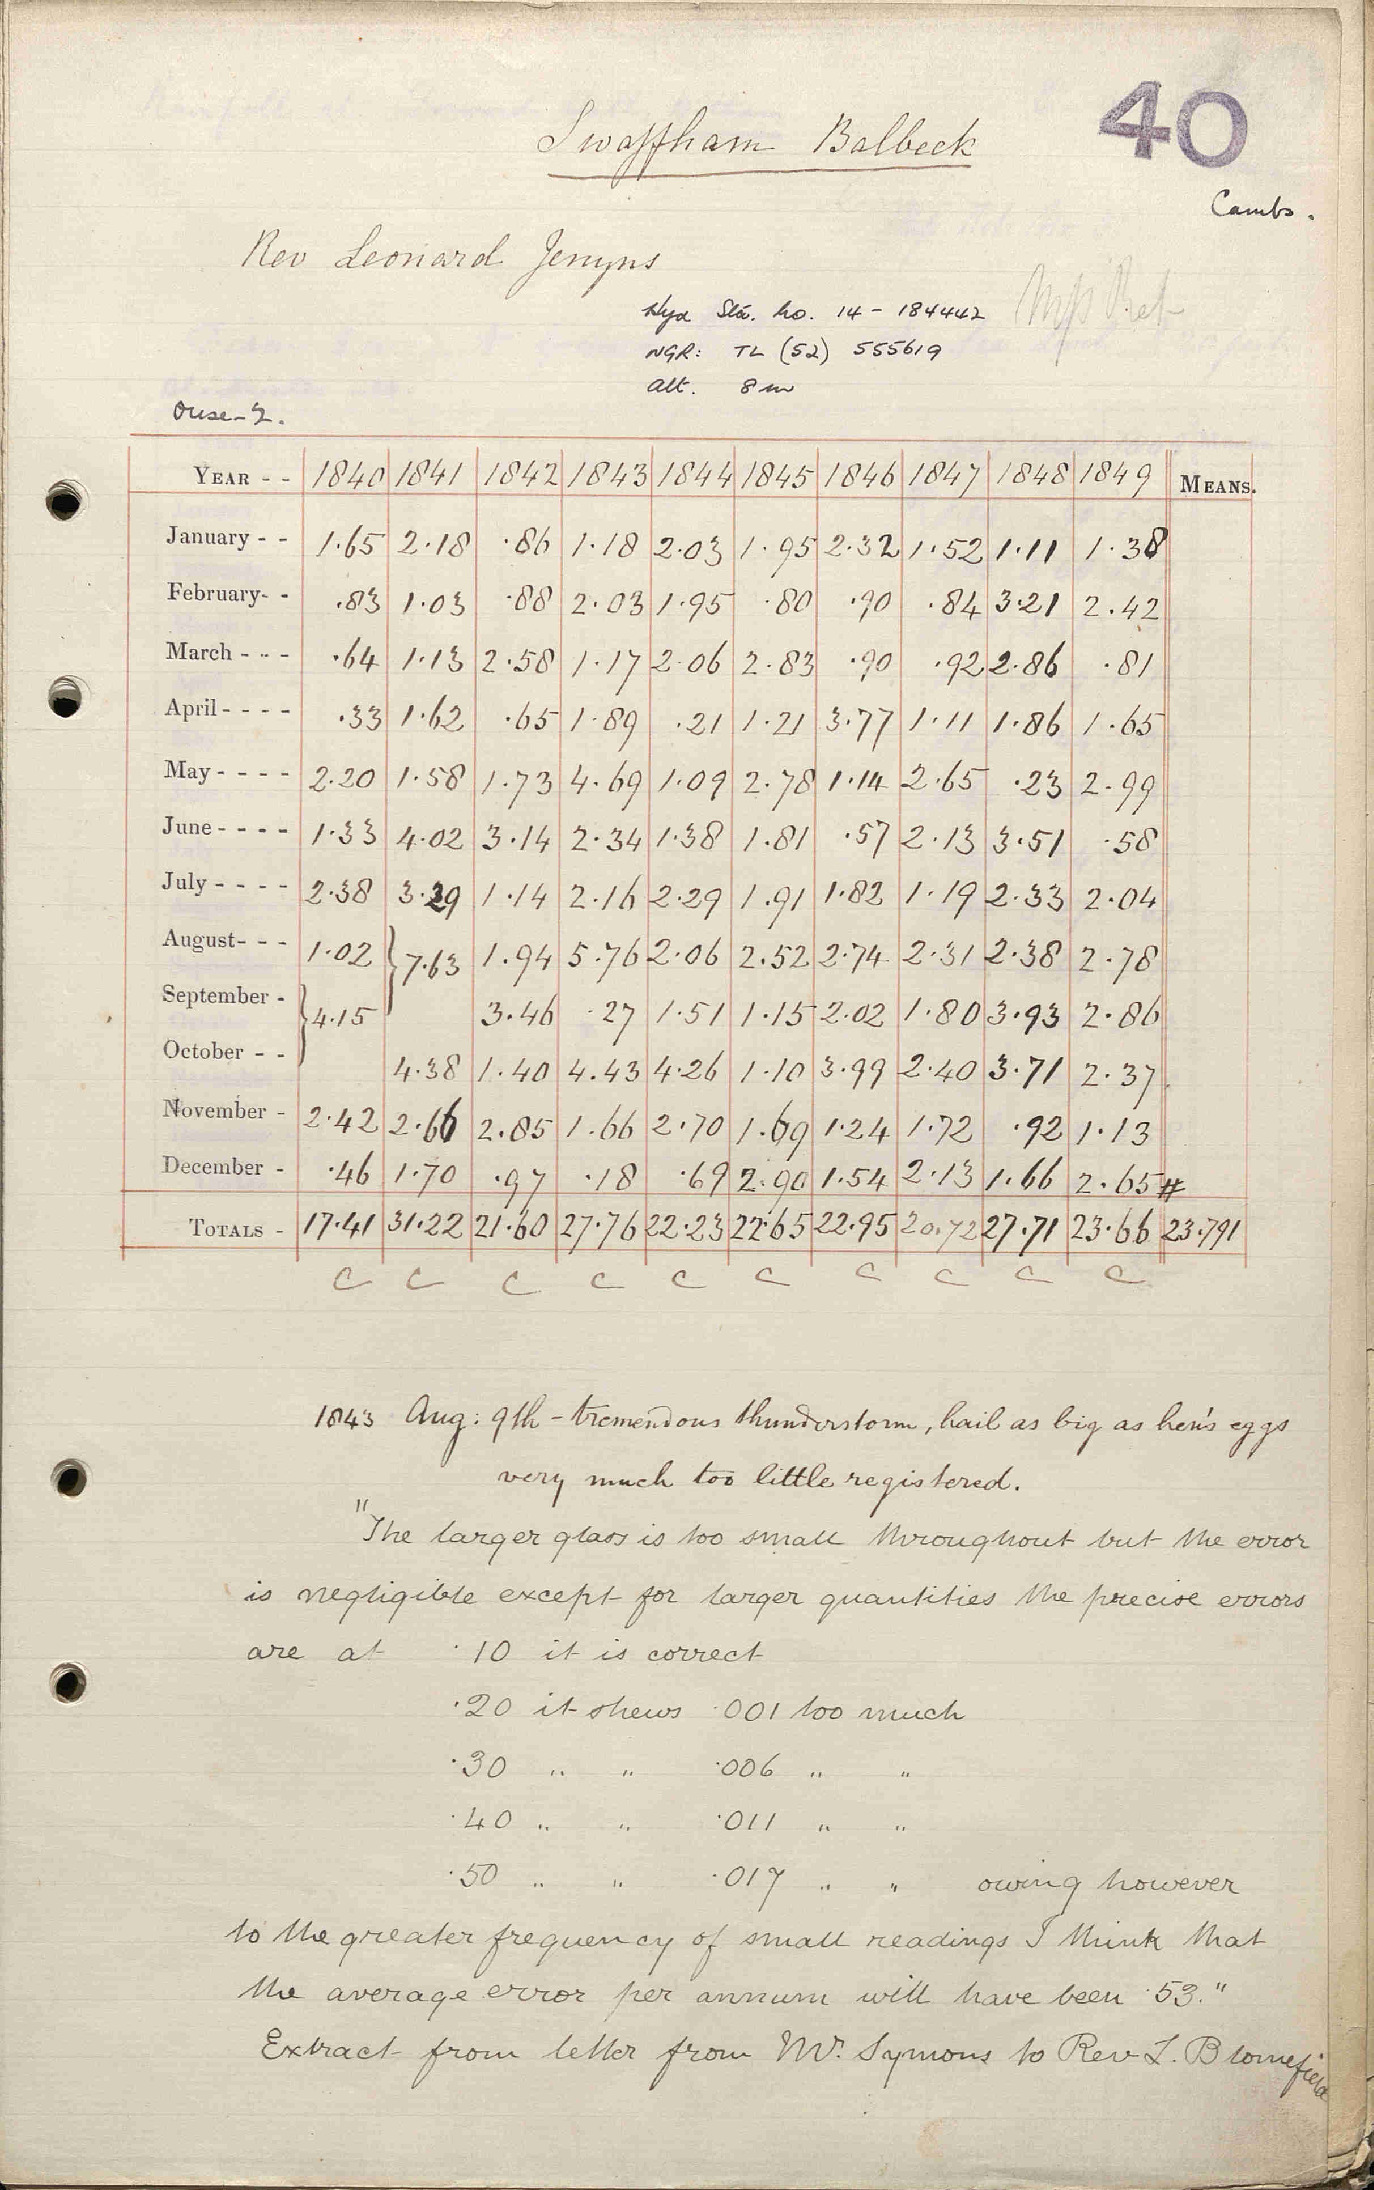 40
Swaffham Bolbeck
Cambs.
Rev Leonard Jenyns
Hyd Sta. No. 14 - 184442
NGR: TL (52) 555619
alt. 8m
Ouse-2.
YEAR - - 1840 1841 1842 1843 1844 1845 1846 1847 1848 1849 MEANS.
January - - 1.65 2.18 .86 1.18 2.03 1.95 2.32 1.52 1.11 1.38
February- - .83 1.03 .88 2.03 1.95 .80 .90 .84 3.21 2.42
March - - - .64 1.13 2.58 1.17 2.06 2.83 .90 .92 2.86 .81
April - - - - .33 1.62 .65 1.89 .21 1.21 3.77 1.11 1.86 1.65
May - - - - 2.20 1.58 1.73 4.69 1.09 2.78 1.14 2.65 .23 2.99
June - - - - 1.33 4.02 3.14 2.34 1.38 1.81 .57 2.13 3.51 .58
July - - - - 2.38 3.29 1.14 2.16 2.29 1.91 1.82 1.19 2.33 2.04
August- - - 1.02 } 7.63 1.94 5.76 2.06 2.52 2.74 2.31 2.38 2.78
September - } 4.15 3.46 .27 1.51 1.15 2.02 1.80 3.93 2.86
October - - 4.38 1.40 4.43 4.26 1.10 3.99 2.40 3.71 2.37
November - 2.42 2.66 2.85 1.66 2.70 1.69 1.24 1.72 .92 1.13
December - .46 1.70 .97 .18 .69 2.90 1.54 2.13 1.66 2.65 #
TOTALS - 17.41 31.22 21.60 27.76 22.23 22.65 22.95 20.72 27.71 23.66 23.791
C C C C C C C C C C
1843 Aug: 9th - tremendous thunderstorm, hail as big as hen's eggs
very much too little registered.
"The larger glass is too small throughout but the error
is negligible except for larger quantities the precise errors
are at .10 it is correct
.20 it shews .001 too much
.30 " " .006 " "
.40 " " .011 " "
.50 " " .017 " " owing however
to the greater frequency of small readings I think that
the average error per annum will have been .53."
Extract from letter from Mr. Symons to Rev L. Blomefield